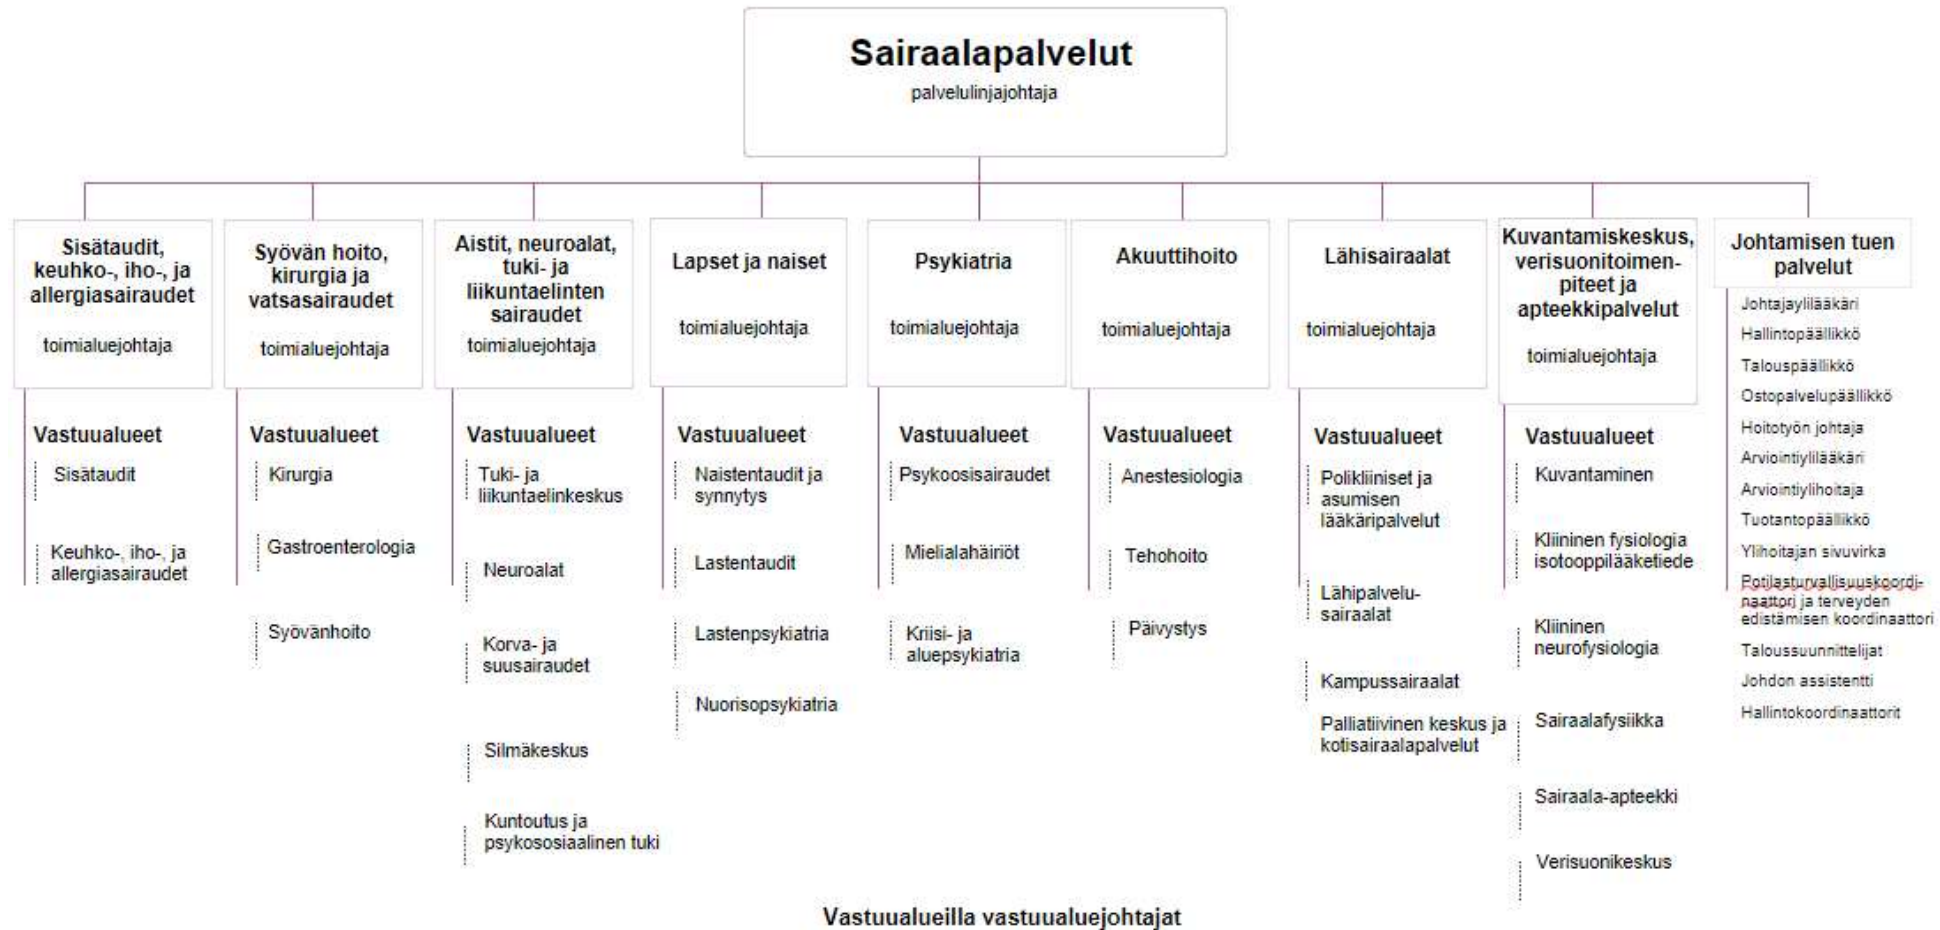 Sairaalapalvelut
palvelulinjajohtaja
Sisätaudit,
keuhko-, iho-, ja
allergiasairaudet
toimialuejohtaja
Vastuualueet
Sisätaudit
Keuhko-, iho-, ja
allergiasairaudet
Syövän hoito,
kirurgia ja
vatsasairaudet
toimialuejohtaja
Vastuualueet
Kirurgia
Gastroenterologia
Syövänhoito
Aistit, neuroalat,
tuki- ja
liikuntaelinten
sairaudet
toimialuejohtaja
Vastuualueet
Tuki- ja
liikuntaelinkeskus
Neuroalat
Korva- ja
suusairaudet
Silmäkeskus
Kuntoutus ja
psykososiaalinen tuki
Lapset ja naiset
toimialuejohtaja
Vastuualueet
Naistentaudit ja
synnytys
Lastentaudit
Lastenpsykiatria
Nuorisopsykiatria
Psykiatria
toimialuejohtaja
Vastuualueet
Psykoosisairaudet
Mielialahäiriöt
Kriisi- ja
aluepsykiatria
Akuuttihoito
toimialuejohtaja
Vastuualueet
Anestesiologia
Tehohoito
Päivystys
Lähisairaalat
toimialuejohtaja
Vastuualueet
Polikliiniset ja
asumisen
lääkäripalvelut
Lähipalvelu-
sairaalat
Kampussairaalat
Palliatiivinen keskus ja
kotisairaalapalvelut
Kuvantamiskeskus,
verisuonitoimen-
piteet ja
apteekkipalvelut
toimialuejohtaja
Vastuualueet
Kuvantaminen
Kliininen fysiologia
isotooppilääketiede
Kliininen
neurofysiologia
Sairaalafysiikka
Sairaala-apteekki
Verisuonikeskus
Johtamisen tuen
palvelut
Johtajaylilääkäri
Hallintopäällikkö
Talouspäällikkö
Ostopalvelupäällikkö
Hoitotyön johtaja
Arviointiylilääkäri
Arviointiylihoitaja
Tuotantopäällikkö
Ylihoitajan sivuvirka
Potilasturvallisuuskoordi-
naattori ja terveyden
edistämisen koordinaattori
Taloussuunnittelijat
Johdon assistentti
Hallintokoordinaattorit
Vastuualueilla vastuualuejohtajat